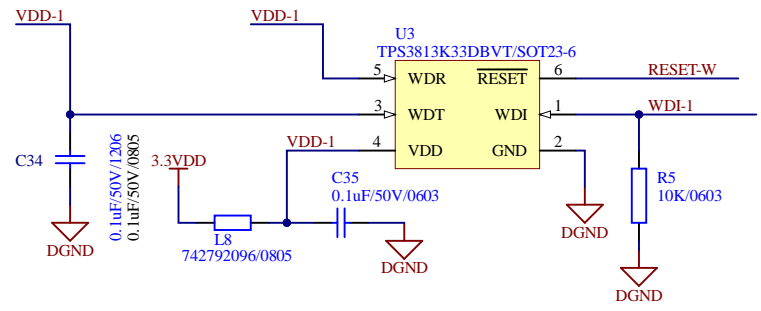 VDD-1
VDD-1
U3
TPS3813K33DBVT/SOT23-6
5
WDR
RESET
6
RESET-W
3
WDT
WDI
1
WDI-1
4
VDD
GND
2
VDD-1
C34
0.1uF/50V/1206
0.1uF/50V/0805
3.3VDD
C35
0.1uF/50V/0603
R5
10K/0603
DGND
L8
742792096/0805
DGND
DGND
DGND